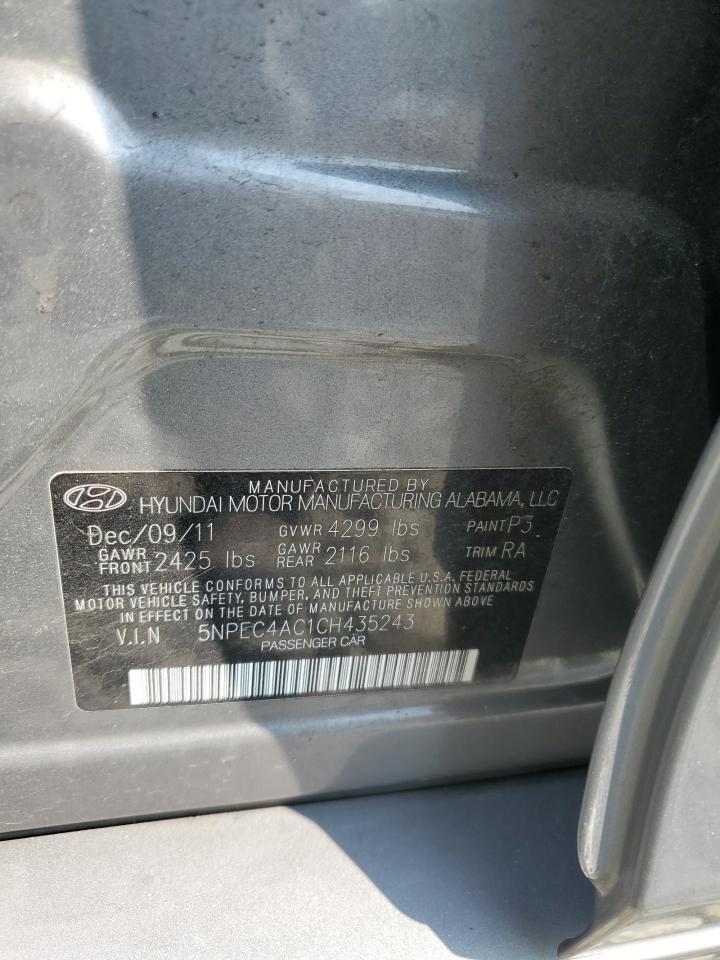 MANUFACTURED BY
HYUNDAI MOTOR MANUFACTURING ALABAMA, LLC
Dec/09/11 GVWR 4299 lbs PAINT P3
GAWR FRONT 2425 lbs GAWR REAR 2116 lbs TRIM RA
THIS VEHICLE CONFORMS TO ALL APPLICABLE U.S.A. FEDERAL
MOTOR VEHICLE SAFETY, BUMPER, AND THEFT PREVENTION STANDARDS
IN EFFECT ON THE DATE OF MANUFACTURE SHOWN ABOVE
V.I.N 5NPEC4AC1CH435243
PASSENGER CAR